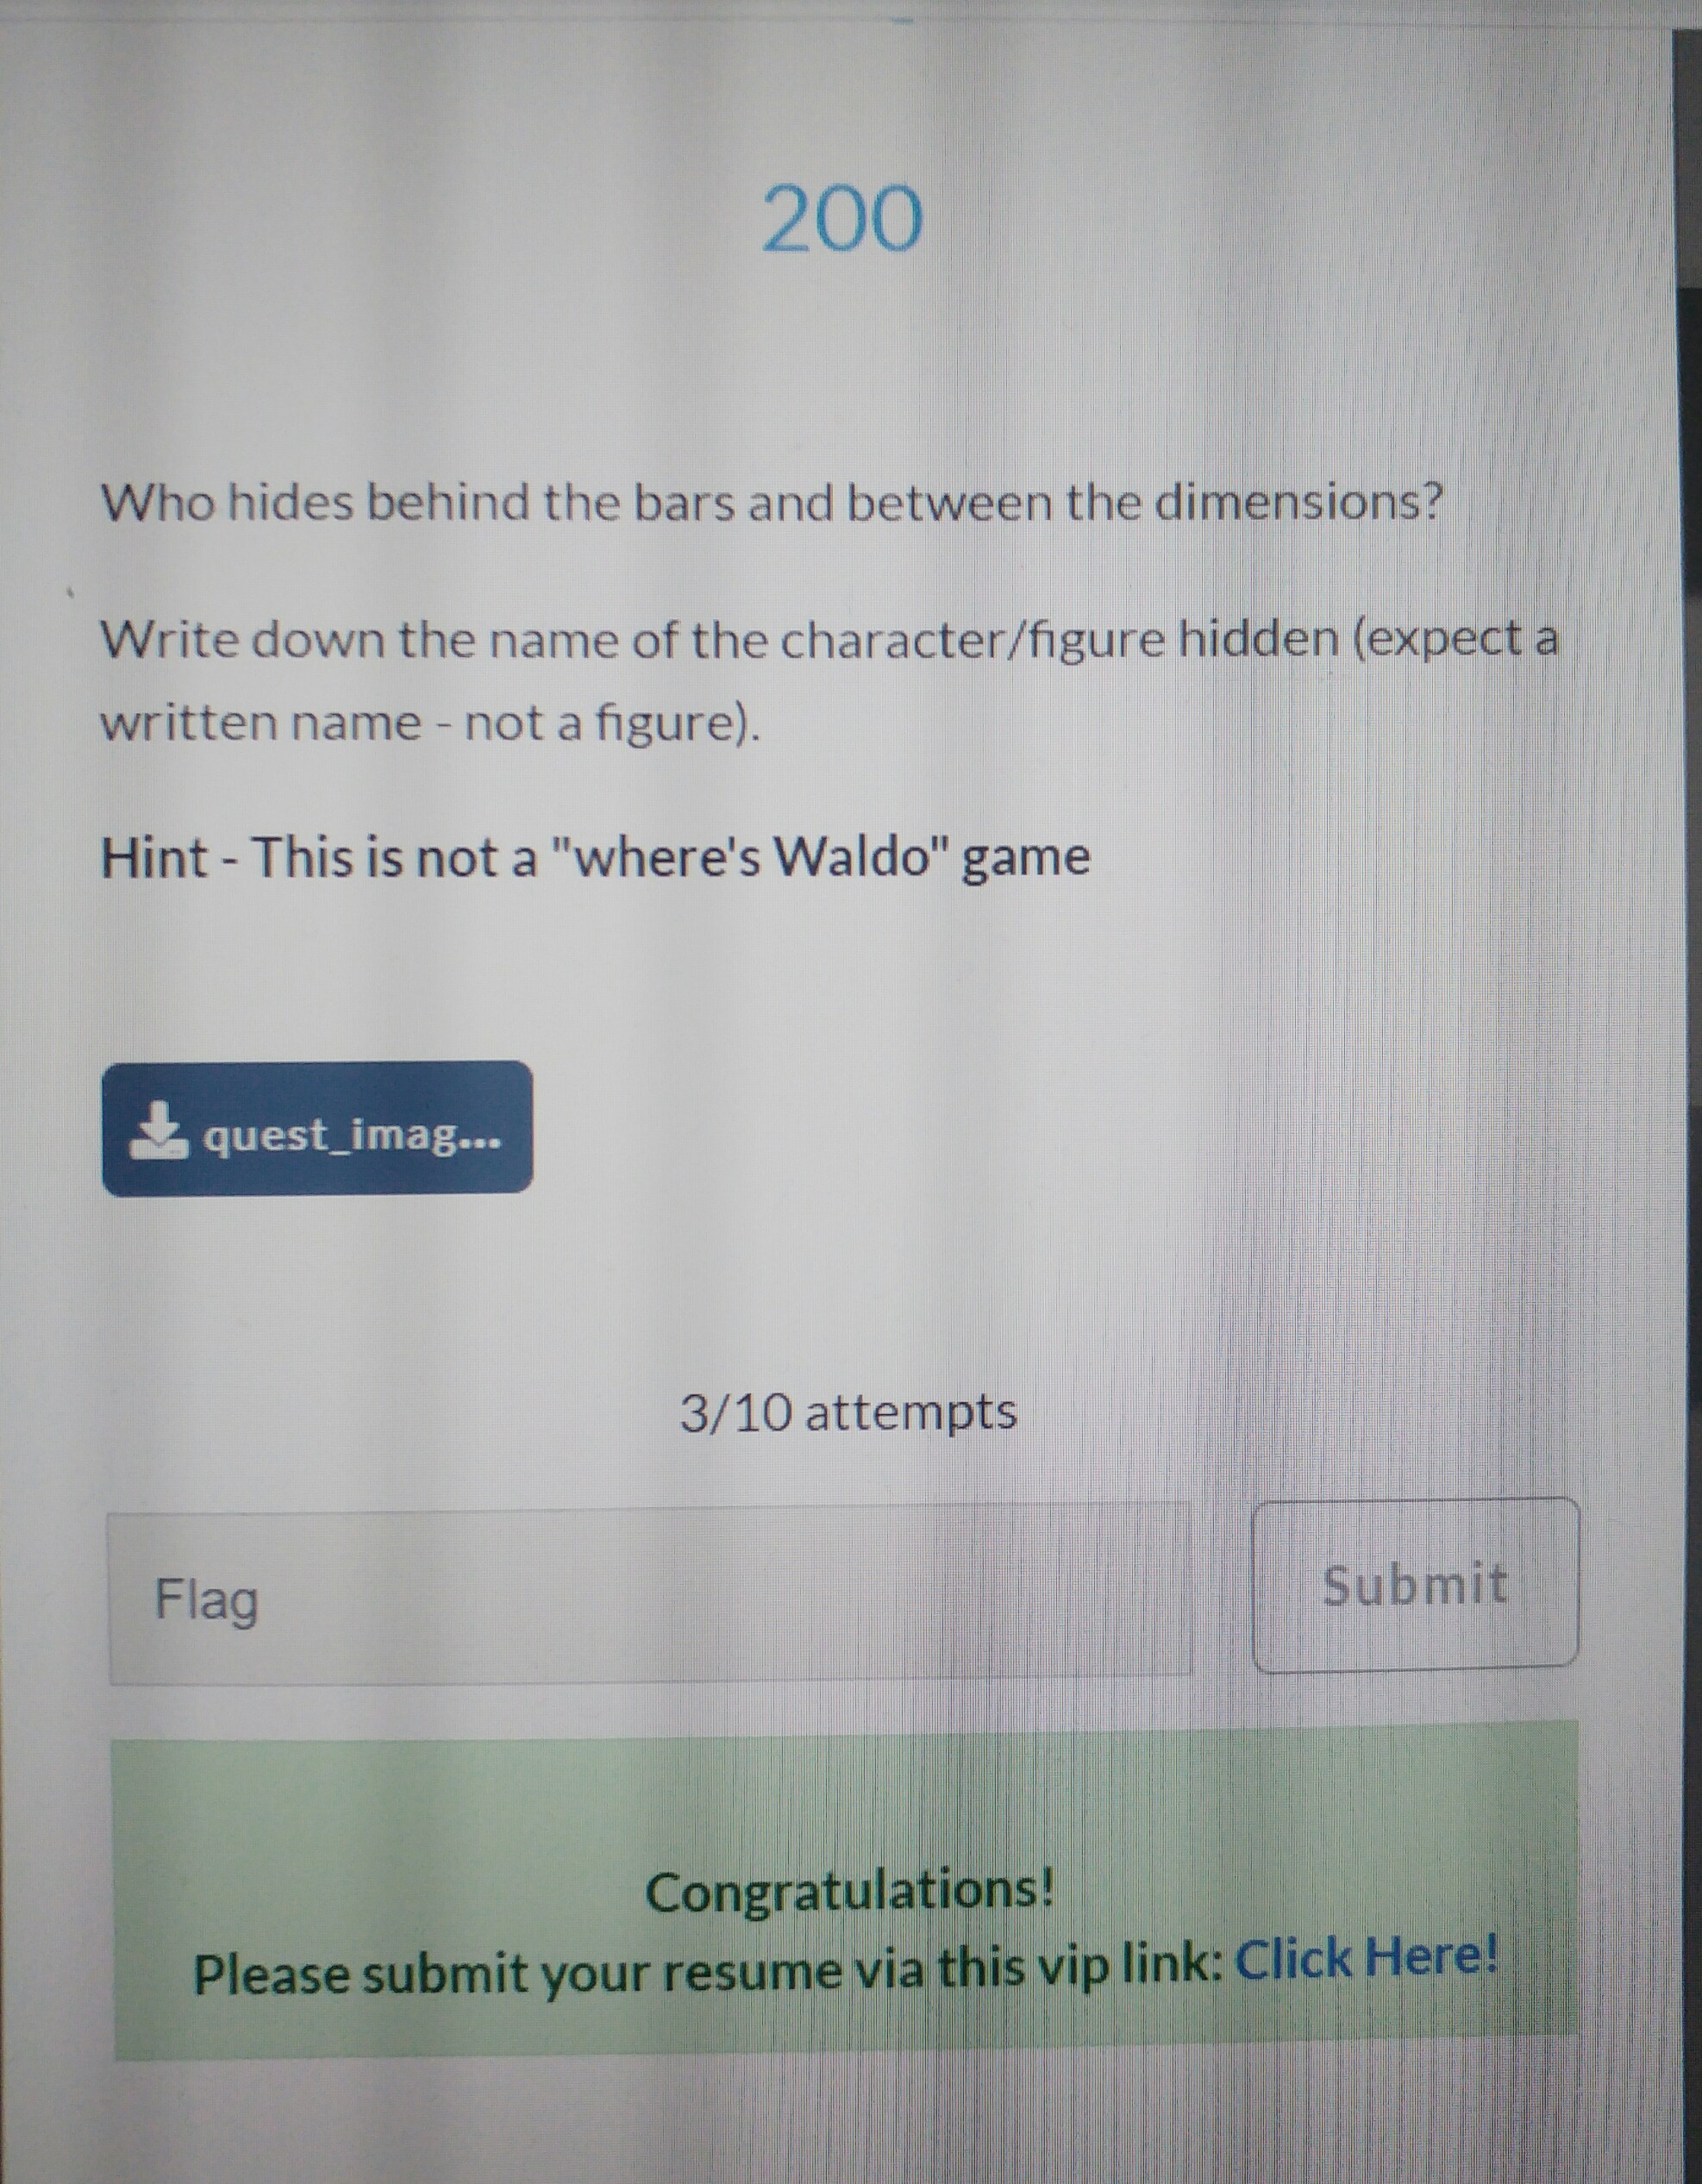 200
Who hides behind the bars and between the dimensions?
Write down the name of the character/figure hidden (expect a
written name - not a figure).
Hint - This is not a "where's Waldo" game
quest_imag...
3/10 attempts
Flag
Submit
Congratulations!
Please submit your resume via this vip link: Click Here!